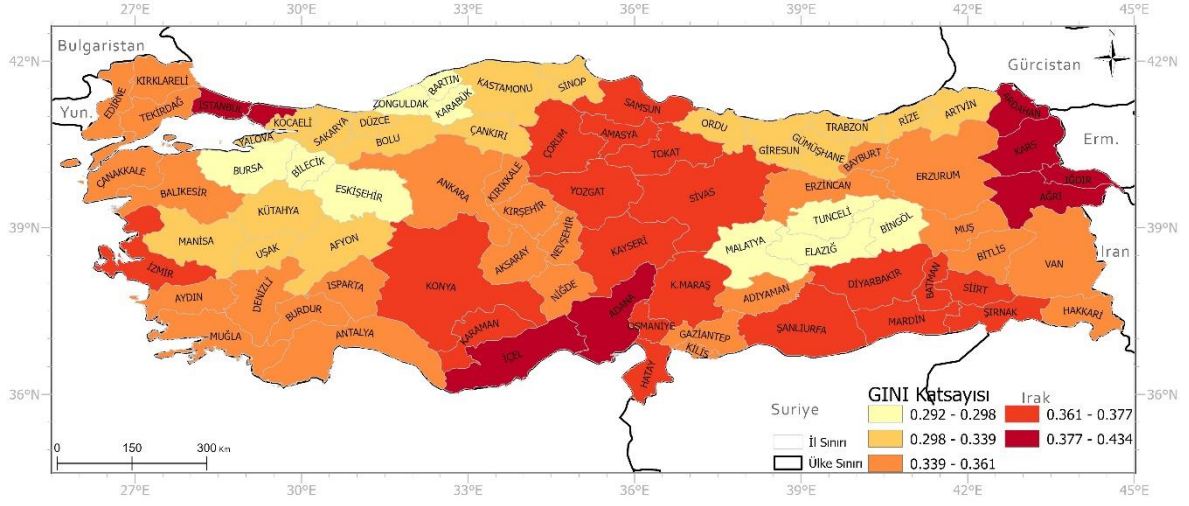 27°E 30°E 33°E 36°E 39°E 42°E 45°E
Bulgaristan
42°N
42°N
Gürcistan
KIRKLARELİ
EDİRNE
TEKİRDAĞ
Yun.
İSTANBUL
KOCAELİ
YALOVA
SAKARYA
DÜZCE
BOLU
ZONGULDAK
BARTIN
KARABÜK
KASTAMONU
SİNOP
ÇANKIRI
SAMSUN
ÇORUM
AMASYA
TOKAT
ORDU
GİRESUN
GÜMÜŞHANE
TRABZON
RİZE
ARTVİN
BAYBURT
ARDAHAN
KARS
Erm.
IĞDIR
AĞRI
ERZURUM
ERZİNCAN
ÇANAKKALE
BALIKESİR
BURSA
BİLECİK
ESKİŞEHİR
KÜTAHYA
ANKARA
KIRIKKALE
KIRŞEHİR
YOZGAT
SİVAS
TUNCELİ
BİNGÖL
ELAZIĞ
MALATYA
MUŞ
BİTLİS
VAN
İran
39°N
39°N
MANİSA
UŞAK
AFYON
İZMİR
AYDIN
DENİZLİ
ISPARTA
BURDUR
MUĞLA
ANTALYA
KONYA
AKSARAY
NEVŞEHİR
NİĞDE
KAYSERİ
KARAMAN
İÇEL
ADANA
K.MARAŞ
OSMANİYE
HATAY
ADIYAMAN
GAZİANTEP
KİLİS
ŞANLIURFA
DİYARBAKIR
BATMAN
MARDİN
SİİRT
ŞIRNAK
HAKKARİ
36°N
36°N
Suriye
Irak
GINI Katsayısı
0.292 - 0.298
0.298 - 0.339
0.339 - 0.361
0.361 - 0.377
0.377 - 0.434
İl Sınırı
Ülke Sınırı
0 150 300 Km
27°E 30°E 33°E 36°E 39°E 42°E 45°E